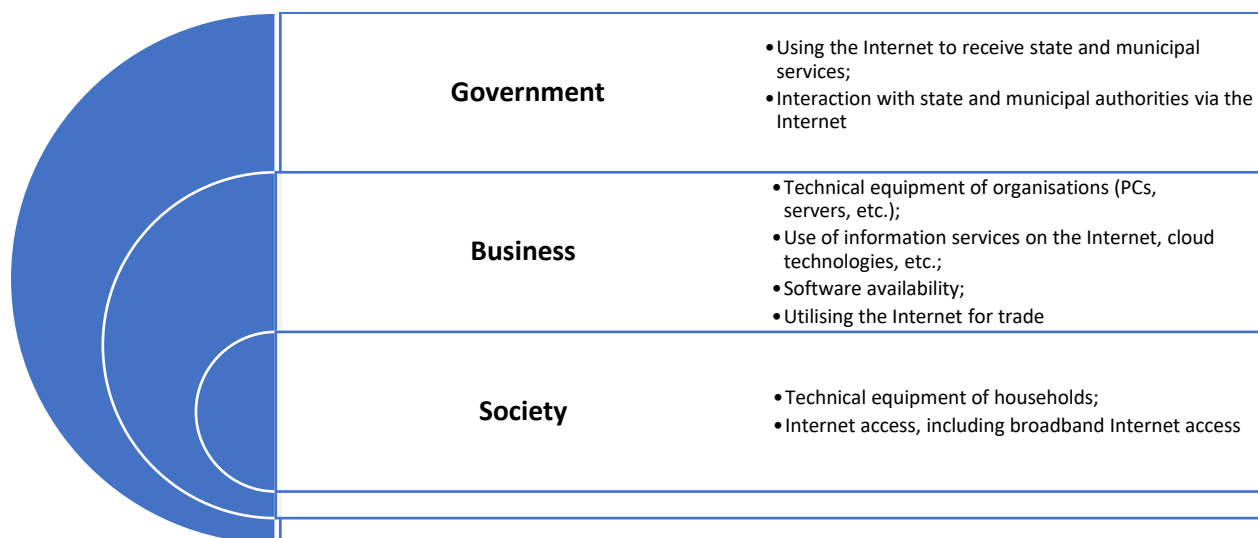 Government
•Using the Internet to receive state and municipal
services;
•Interaction with state and municipal authorities via the
Internet
Business
•Technical equipment of organisations (PCs,
servers, etc.);
•Use of information services on the Internet, cloud
technologies, etc.;
•Software availability;
•Utilising the Internet for trade
Society
•Technical equipment of households;
•Internet access, including broadband Internet access